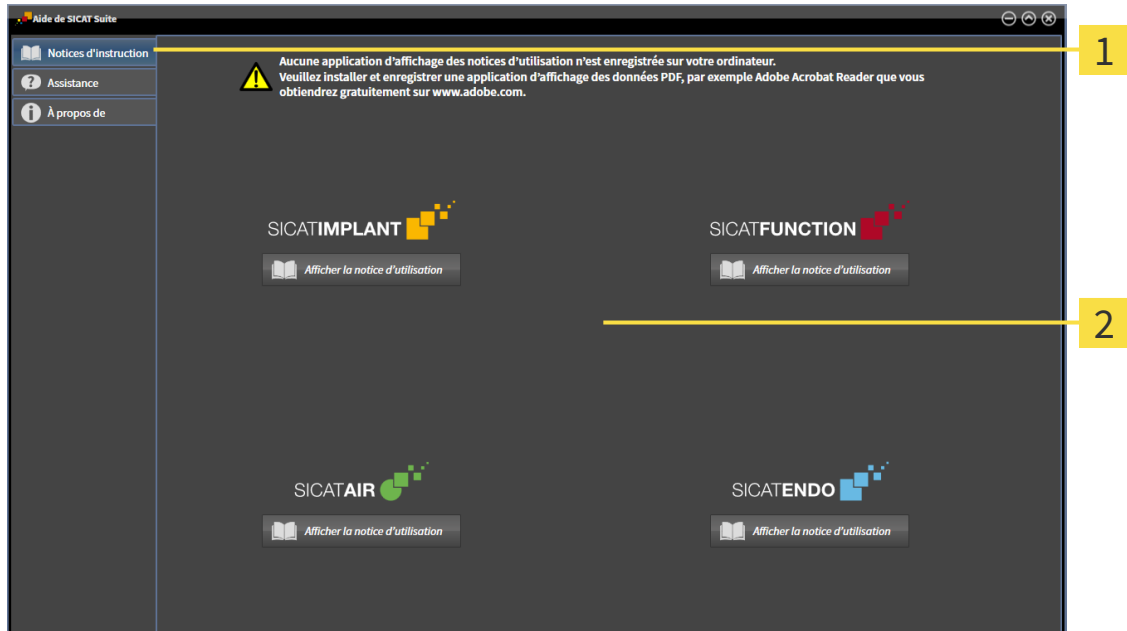 Aide de SICAT Suite
Notices d'instruction
Assistance
À propos de
Aucune application d'affichage des notices d'utilisation n'est enregistrée sur votre ordinateur.
Veuillez installer et enregistrer une application d'affichage des données PDF, par exemple Adobe Acrobat Reader que vous
obtiendrez gratuitement sur www.adobe.com.
1
SICATIMPLANT
Afficher la notice d'utilisation
SICATFUNCTION
Afficher la notice d'utilisation
2
SICATAIR
Afficher la notice d'utilisation
SICATENDO
Afficher la notice d'utilisation